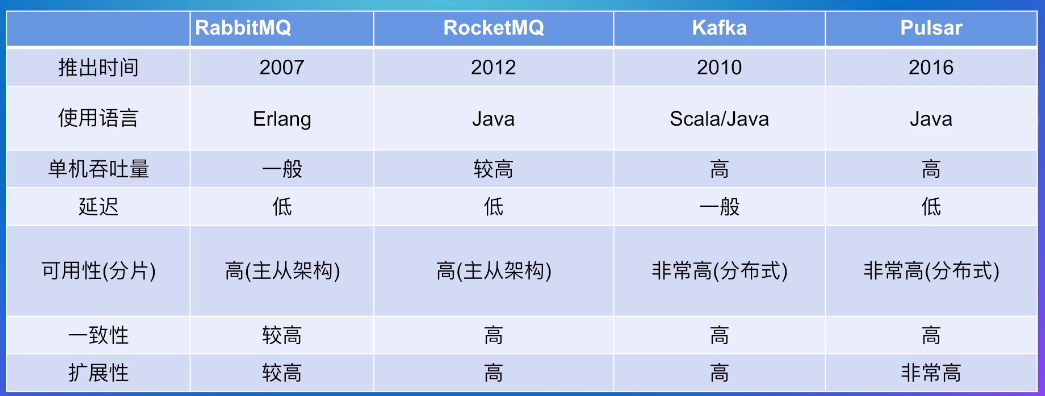 RabbitMQ RocketMQ Kafka Pulsar
推出时间 2007 2012 2010 2016
使用语言 Erlang Java Scala/Java Java
单机吞吐量 一般 较高 高 高
延迟 低 低 一般 低
可用性(分片) 高(主从架构) 高(主从架构) 非常高(分布式) 非常高(分布式)
一致性 较高 高 高 高
扩展性 较高 高 高 非常高